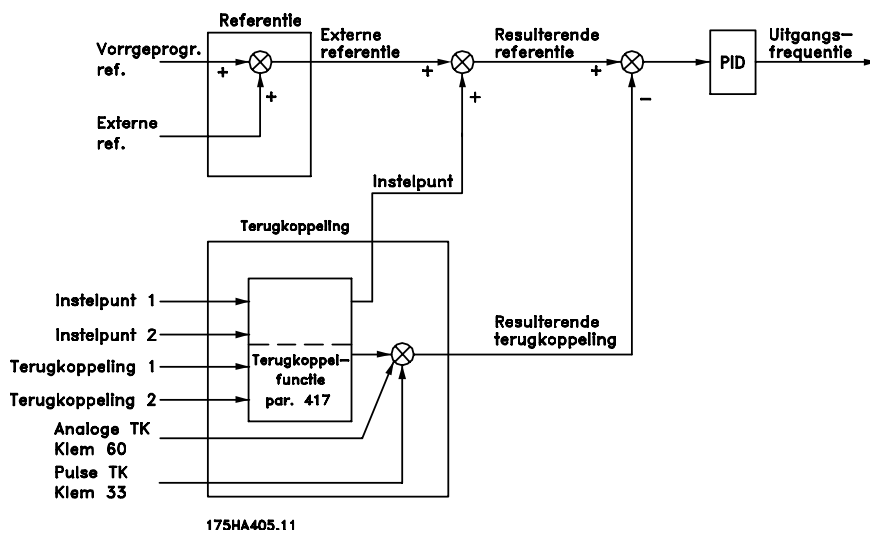 Referentie
Vorrgeprogr.
ref.
+
+
Externe
ref.
Externe
referentie
+
+
Resulterende
referentie
+
−
PID
Uitgangs−
frequentie
Instelpunt
Terugkoppeling
Instelpunt 1
Instelpunt 2
Terugkoppeling 1
Terugkoppeling 2
Analoge TK
Klem 60
Pulse TK
Klem 33
Terugkoppel−
functie
par. 417
Resulterende
terugkoppeling
175HA405.11